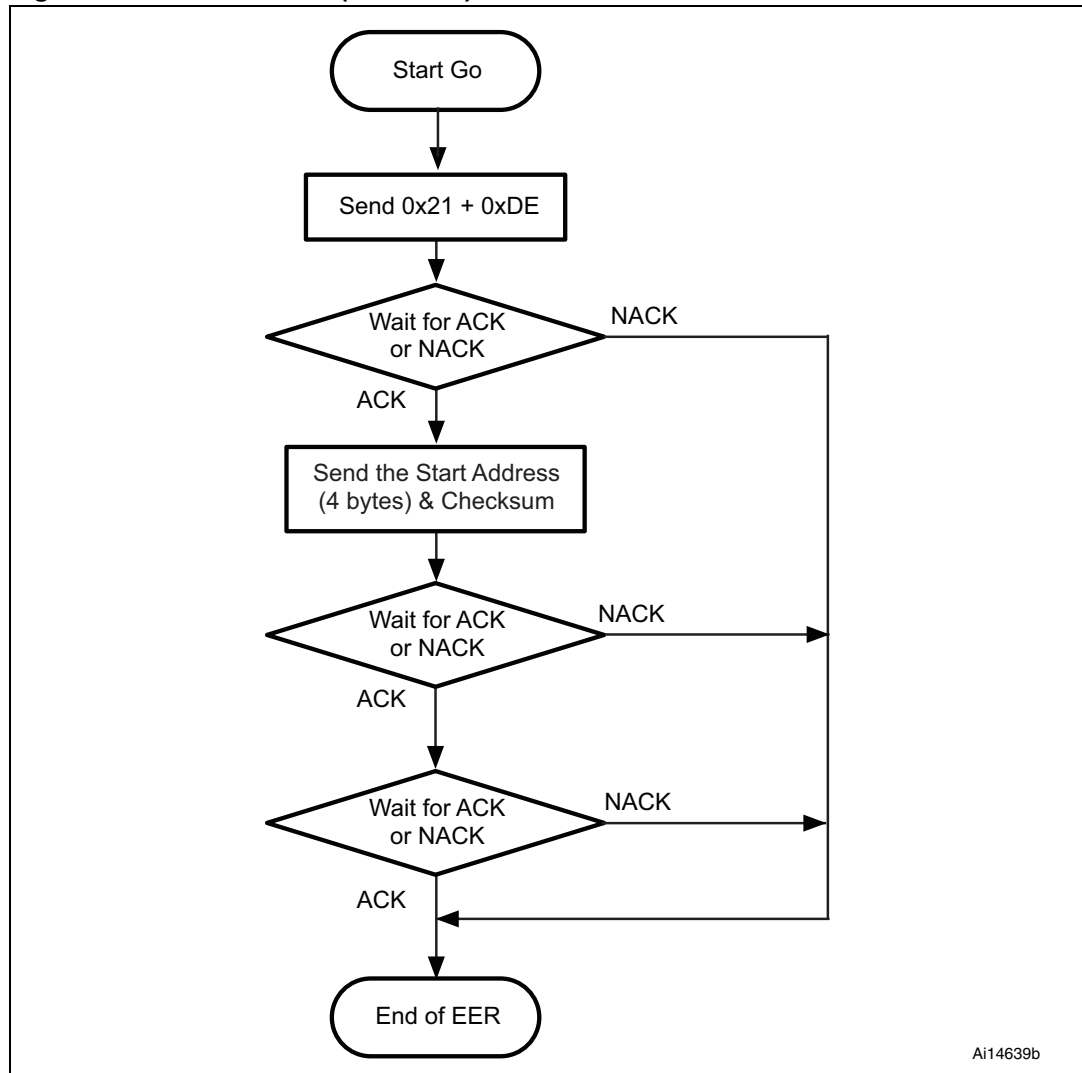 Start Go
Send 0x21 + 0xDE
Wait for ACK
or NACK
NACK
ACK
Send the Start Address
(4 bytes) & Checksum
Wait for ACK
or NACK
NACK
ACK
Wait for ACK
or NACK
NACK
ACK
End of EER
Ai14639b